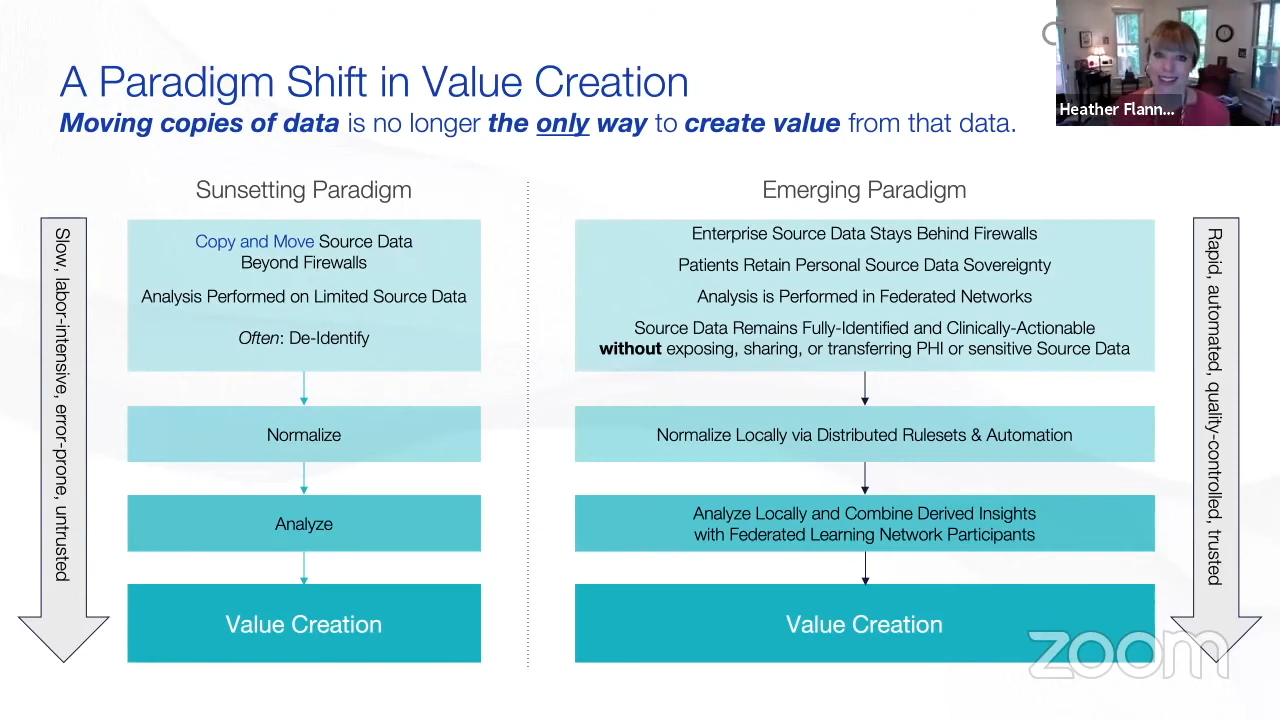 A Paradigm Shift in Value Creation
Moving copies of data is no longer the only way to create value from that data.
Heather Flann...
Sunsetting Paradigm
Copy and Move Source Data
Beyond Firewalls
Analysis Performed on Limited Source Data
Often: De-Identify
Normalize
Analyze
Value Creation
Slow, labor-intensive, error-prone, untrusted
Emerging Paradigm
Enterprise Source Data Stays Behind Firewalls
Patients Retain Personal Source Data Sovereignty
Analysis is Performed in Federated Networks
Source Data Remains Fully-Identified and Clinically-Actionable
without exposing, sharing, or transferring PHI or sensitive Source Data
Normalize Locally via Distributed Rulesets & Automation
Analyze Locally and Combine Derived Insights
with Federated Learning Network Participants
Value Creation
Rapid, automated, quality-controlled, trusted
zoom